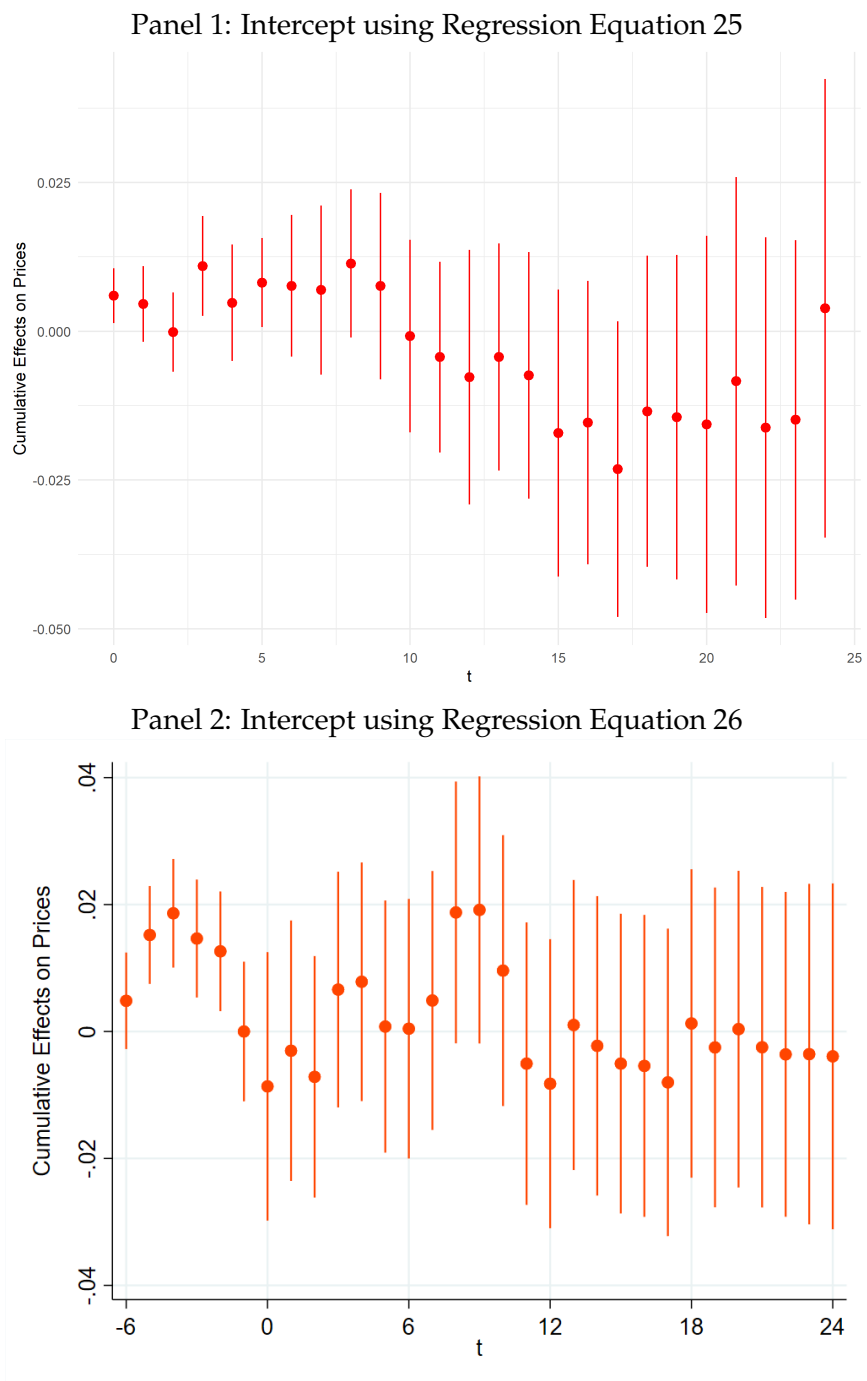 Panel 1: Intercept using Regression Equation 25
Cumulative Effects on Prices
0.025
0.000
-0.025
-0.050
0 5 10 15 20 25
t
Panel 2: Intercept using Regression Equation 26
Cumulative Effects on Prices
.04
.02
0
-.02
-.04
-6 0 6 12 18 24
t